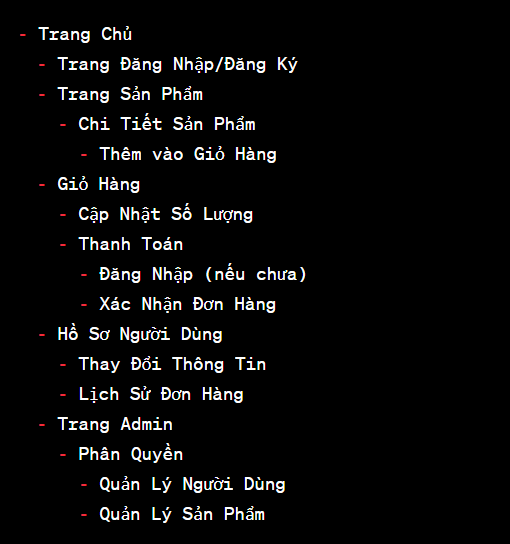 - Trang Chủ
- Trang Đăng Nhập/Đăng Ký
- Trang Sản Phẩm
- Chi Tiết Sản Phẩm
- Thêm vào Giỏ Hàng
- Giỏ Hàng
- Cập Nhật Số Lượng
- Thanh Toán
- Đăng Nhập (nếu chưa)
- Xác Nhận Đơn Hàng
- Hồ Sơ Người Dùng
- Thay Đổi Thông Tin
- Lịch Sử Đơn Hàng
- Trang Admin
- Phân Quyền
- Quản Lý Người Dùng
- Quản Lý Sản Phẩm